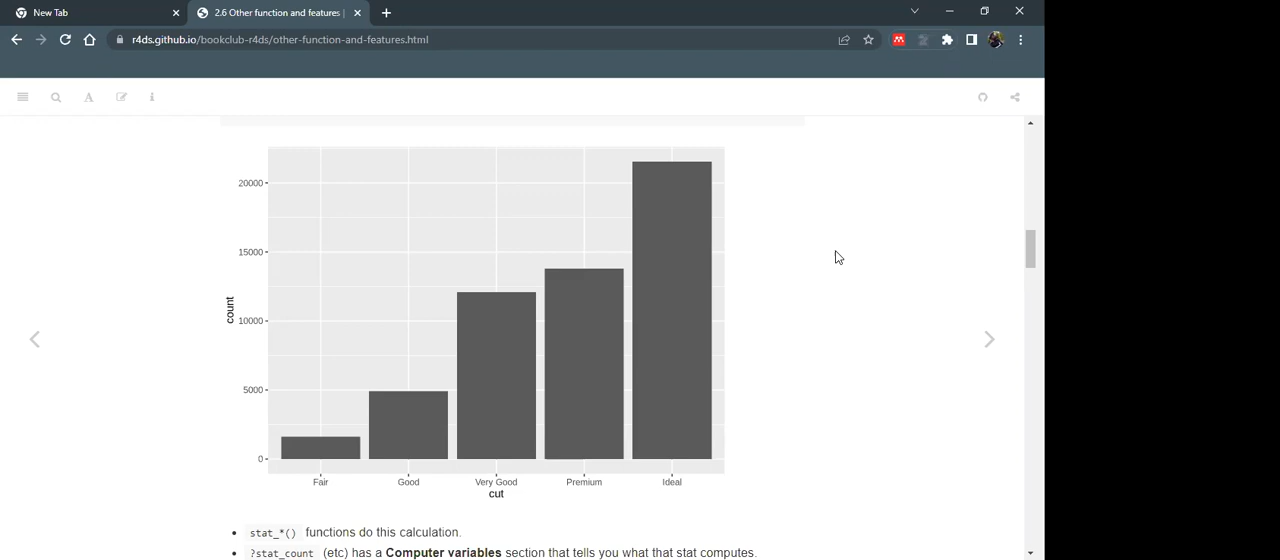 New Tab
2.6 Other function and features |
r4ds.github.io/bookclub-r4ds/other-function-and-features.html
20000
15000
10000
5000
0
count
Fair Good Very Good Premium Ideal
cut
• stat_*() functions do this calculation.
• ?stat_count (etc) has a Computer variables section that tells you what that stat computes.